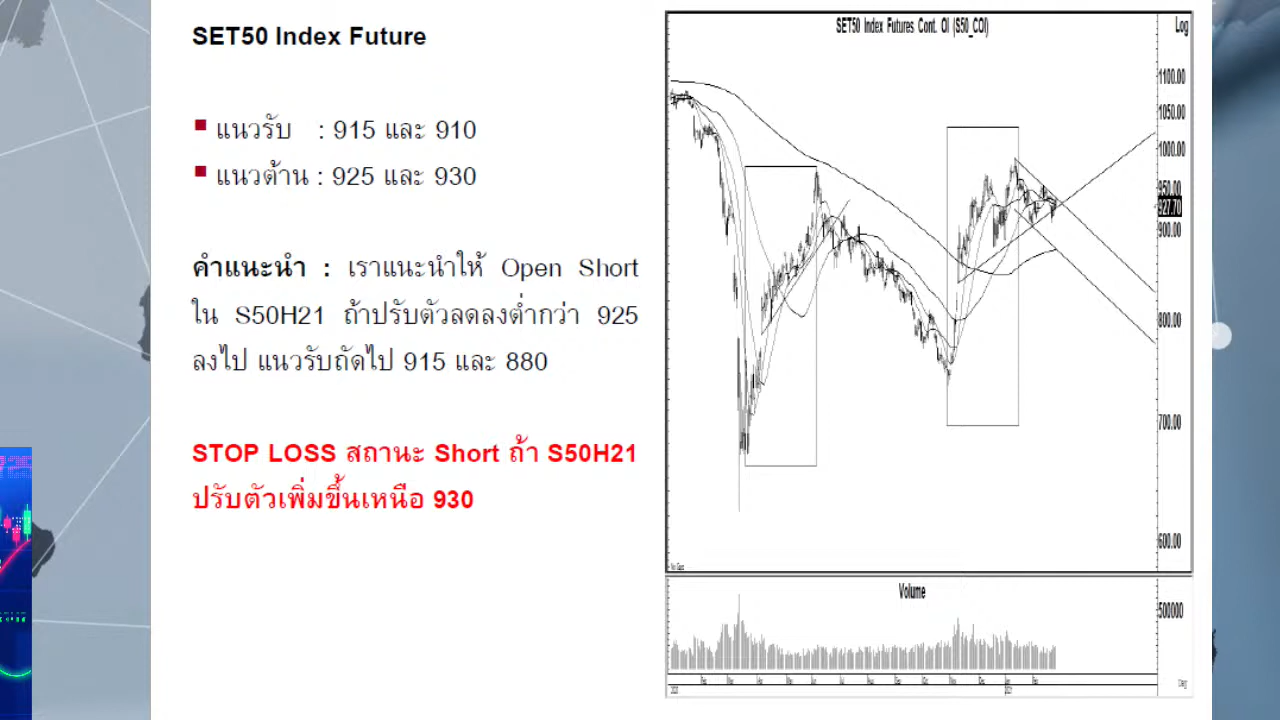 SET50 Index Future
แนวรับ : 915 และ 910
แนวต้าน : 925 และ 930
คำแนะนำ : เราแนะนำให้ Open Short
ใน S50H21 ถ้าปรับตัวลดลงต่ำกว่า 925
ลงไป แนวรับถัดไป 915 และ 880
STOP LOSS สถานะ Short ถ้า S50H21
ปรับตัวเพิ่มขึ้นเหนือ 930
SET50 Index Futures Cont. OI (S50_COI)
Log
1100.00
1050.00
1000.00
950.00
927.70
900.00
800.00
700.00
600.00
Volume
500000